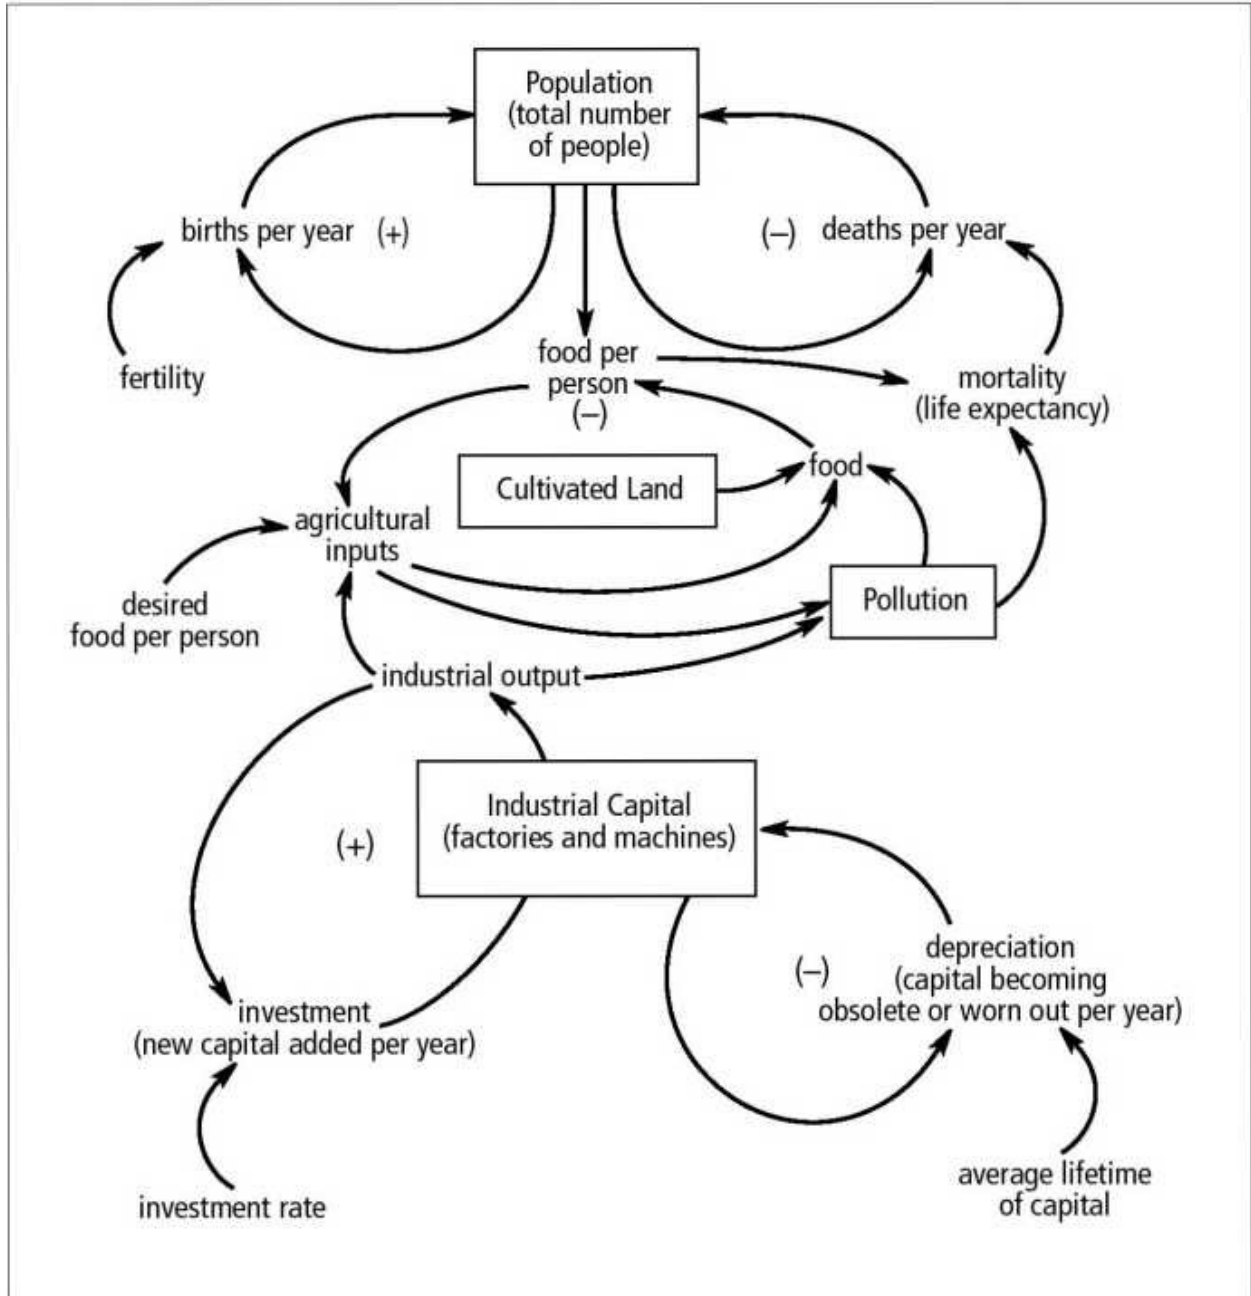 Population
(total number
of people)
births per year (+)
(–) deaths per year
fertility
food per
person
(–)
mortality
(life expectancy)
food
Cultivated Land
agricultural
inputs
desired
food per person
Pollution
industrial output
Industrial Capital
(factories and machines)
(+)
(–)
depreciation
(capital becoming
obsolete or worn out per year)
investment
(new capital added per year)
investment rate
average lifetime
of capital